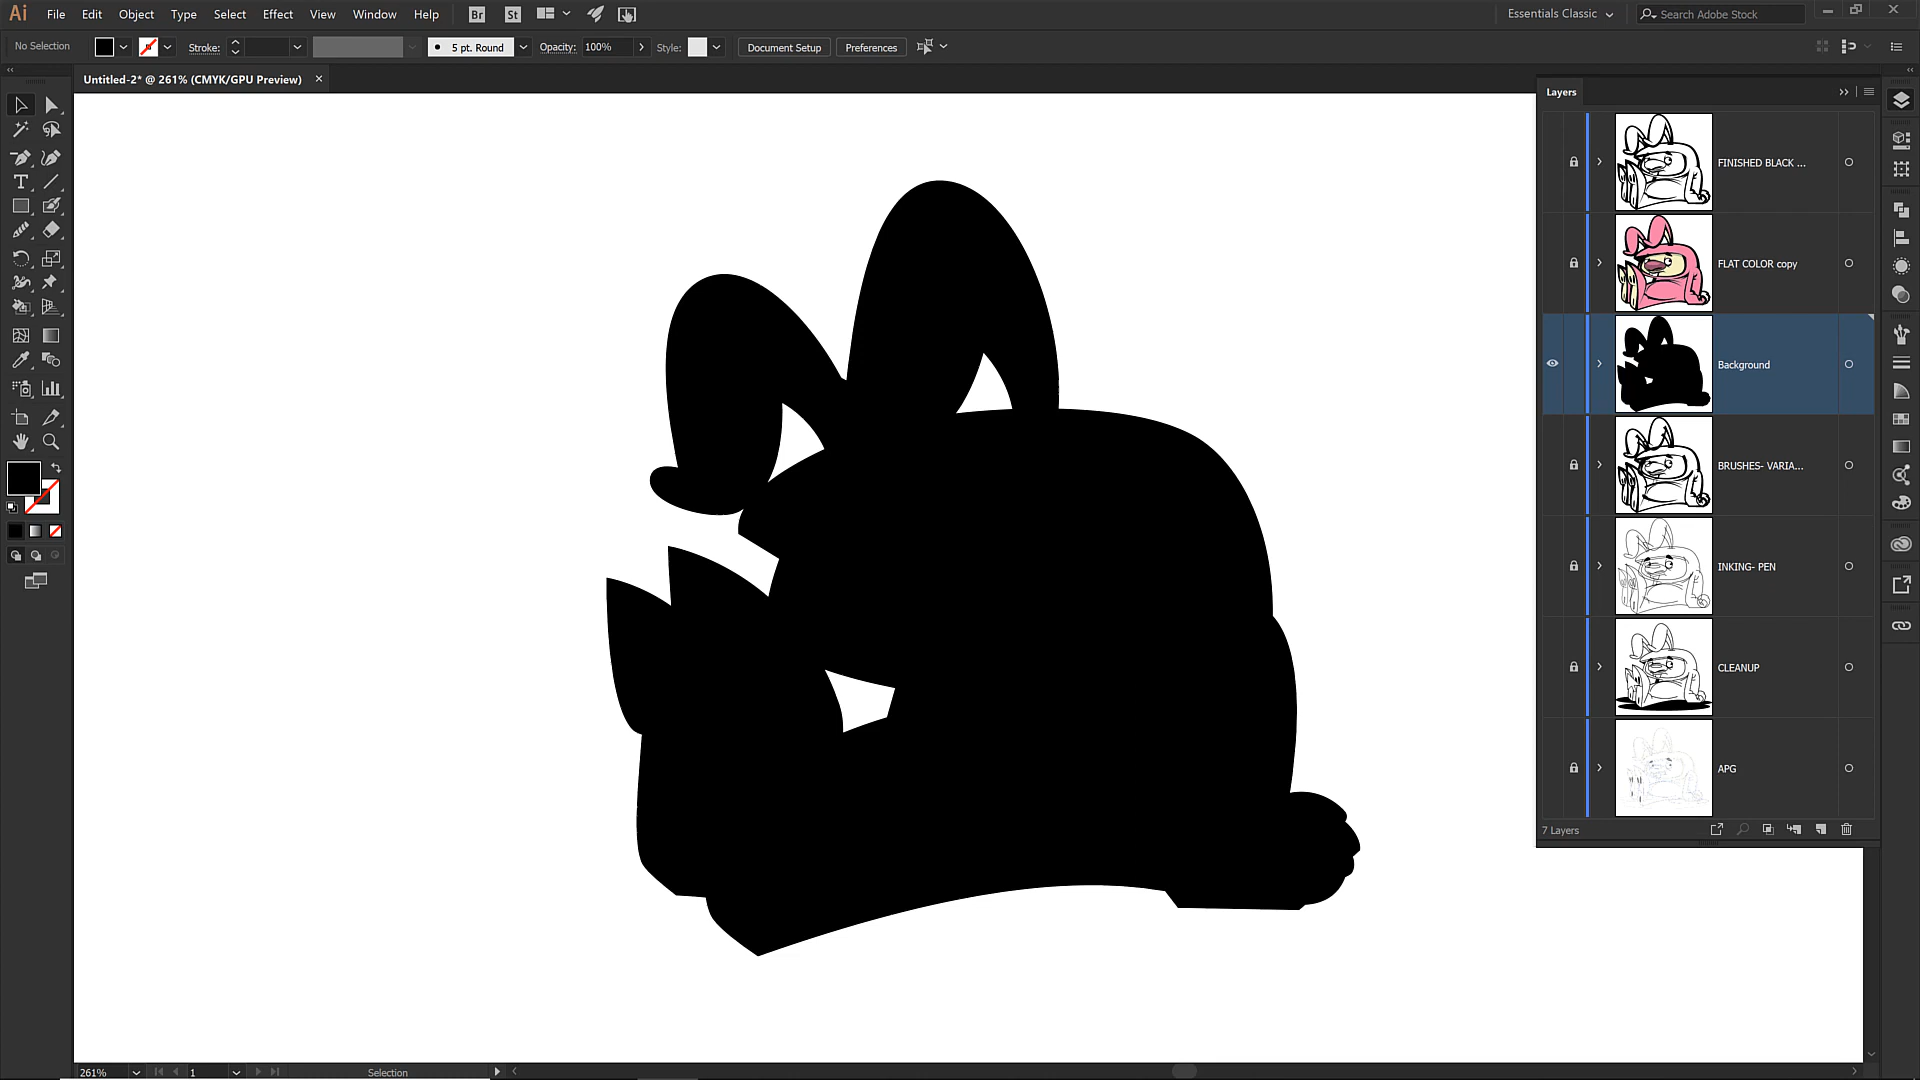 Ai File Edit Object Type Select Effect View Window Help Br St Essentials Classic Search Adobe Stock
No Selection Stroke: 5 pt. Round Opacity: 100% Style: Document Setup Preferences
Untitled-2* @ 261% (CMYK/GPU Preview)
Layers
FINISHED BLACK ...
FLAT COLOR copy
Background
BRUSHES- VARIA...
INKING- PEN
CLEANUP
APG
7 Layers
261% 1 Selection